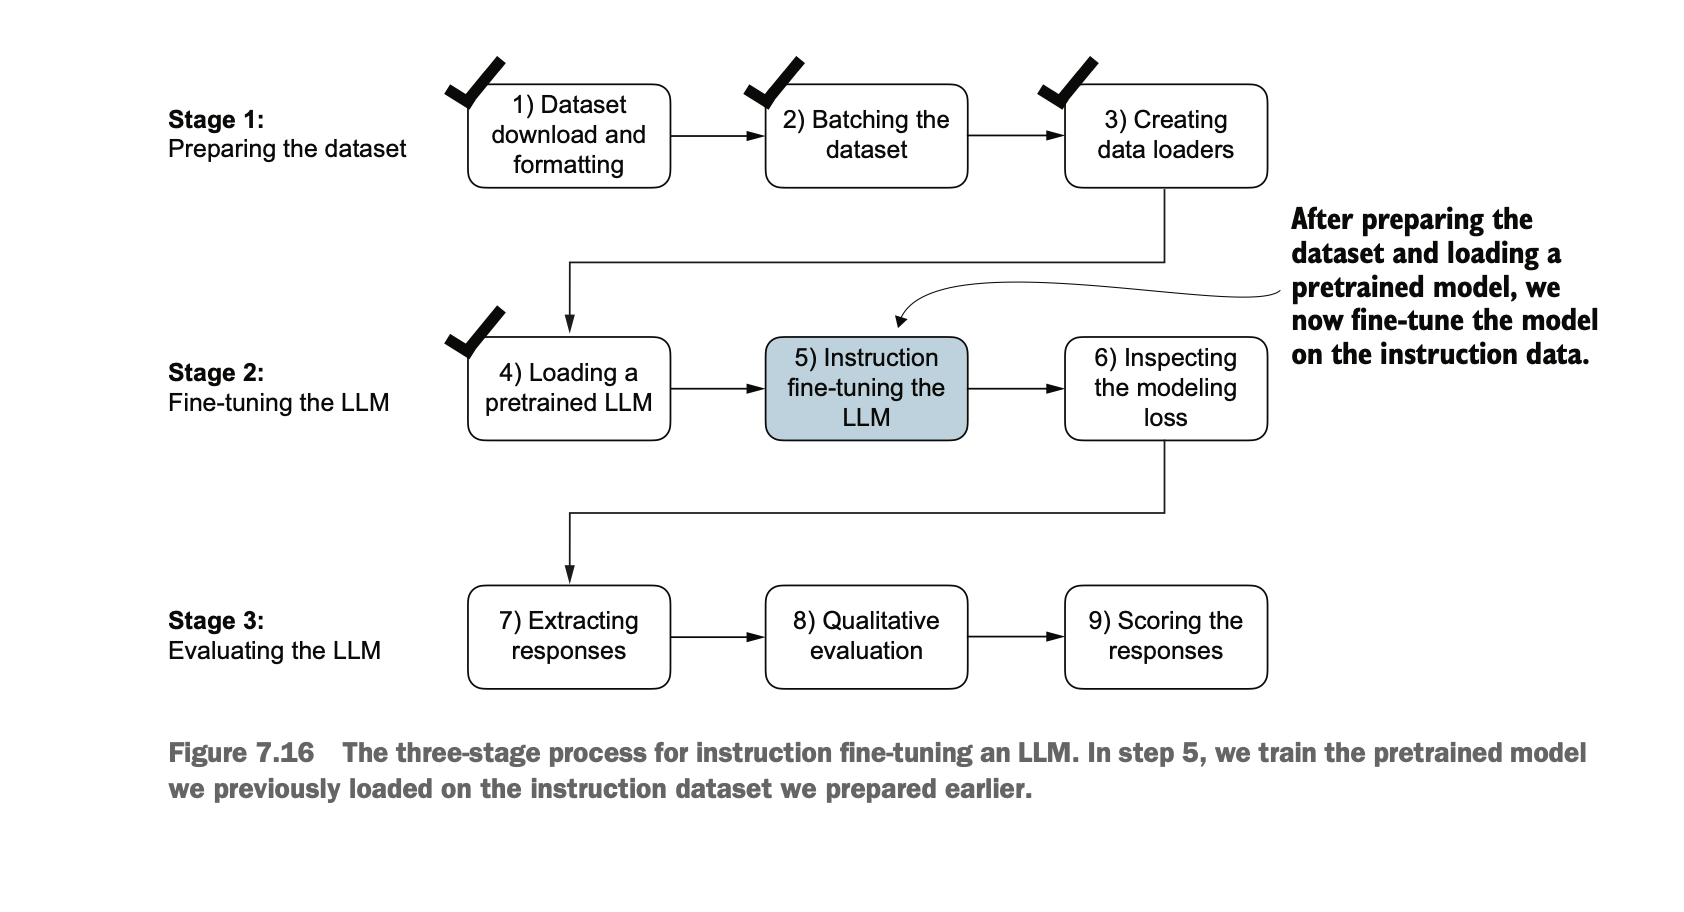 Stage 1:
Preparing the dataset
1) Dataset
download and
formatting
2) Batching the
dataset
3) Creating
data loaders
After preparing the
dataset and loading a
pretrained model, we
now fine-tune the model
on the instruction data.
Stage 2:
Fine-tuning the LLM
4) Loading a
pretrained LLM
5) Instruction
fine-tuning the
LLM
6) Inspecting
the modeling
loss
Stage 3:
Evaluating the LLM
7) Extracting
responses
8) Qualitative
evaluation
9) Scoring the
responses
Figure 7.16 The three-stage process for instruction fine-tuning an LLM. In step 5, we train the pretrained model
we previously loaded on the instruction dataset we prepared earlier.